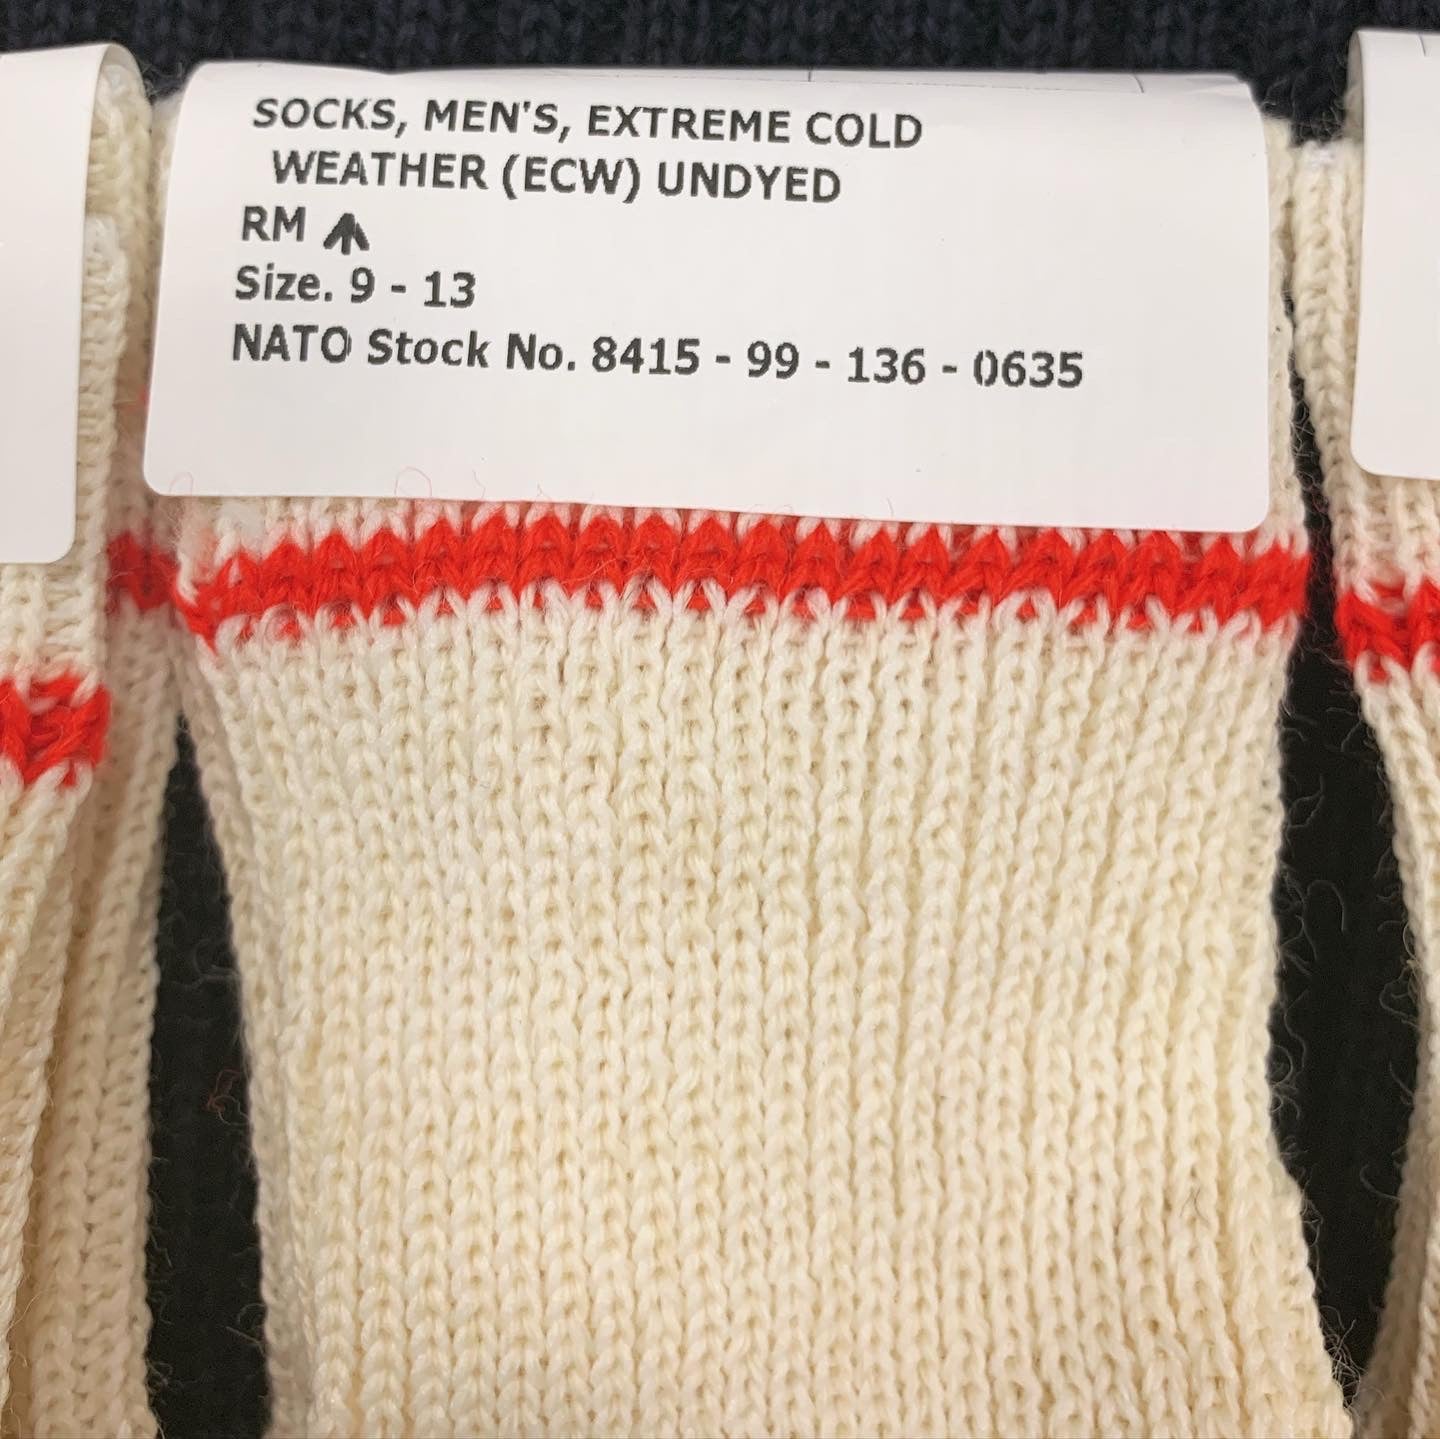 SOCKS, MEN'S, EXTREME COLD
WEATHER (ECW) UNDYED
RM
Size. 9 - 13
NATO Stock No. 8415 - 99 - 136 - 0635